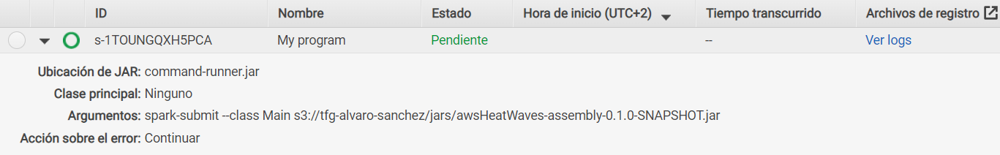 ID Nombre Estado Hora de inicio (UTC+2) Tiempo transcurrido Archivos de registro
s-1TOUNGQXH5PCA My program Pendiente -- Ver logs
Ubicación de JAR: command-runner.jar
Clase principal: Ninguno
Argumentos: spark-submit --class Main s3://tfg-alvaro-sanchez/jars/awsHeatWaves-assembly-0.1.0-SNAPSHOT.jar
Acción sobre el error: Continuar